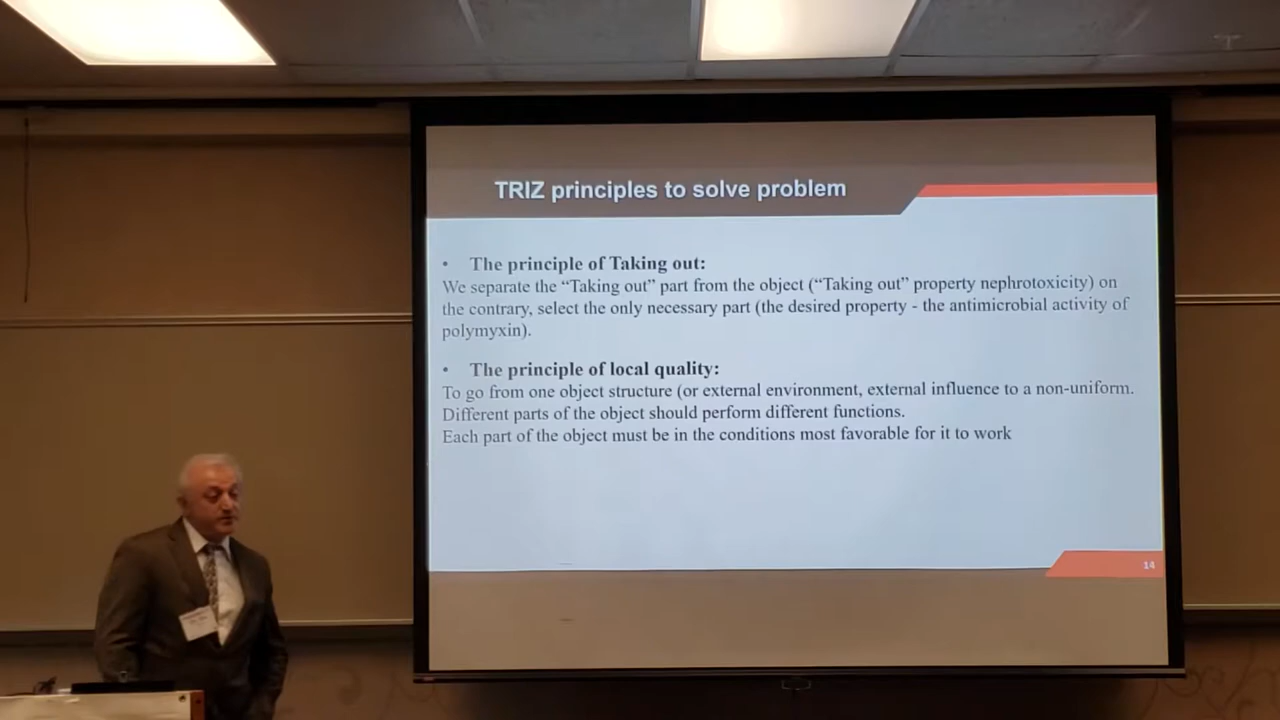 TRIZ principles to solve problem
• The principle of Taking out:
We separate the “Taking out” part from the object (“Taking out” property nephrotoxicity) on
the contrary, select the only necessary part (the desired property - the antimicrobial activity of
polymyxin).
• The principle of local quality:
To go from one object structure (or external environment, external influence to a non-uniform.
Different parts of the object should perform different functions.
Each part of the object must be in the conditions most favorable for it to work
14